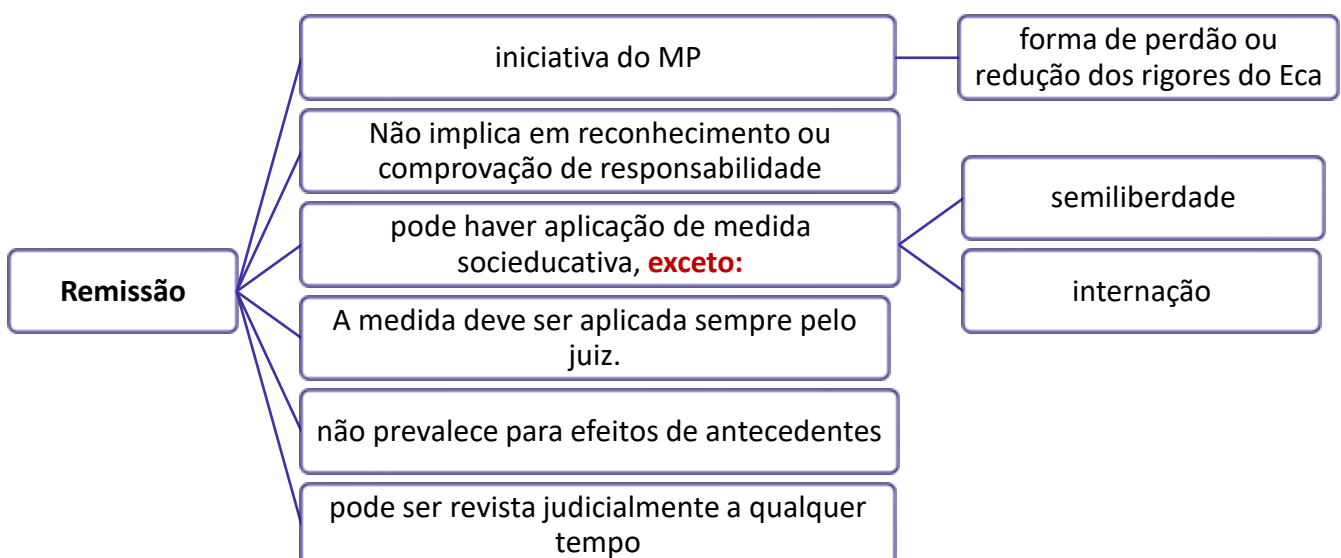 Remissão
iniciativa do MP
forma de perdão ou
redução dos rigores do Eca
Não implica em reconhecimento ou
comprovação de responsabilidade
pode haver aplicação de medida
socieducativa, exceto:
semiliberdade
internação
A medida deve ser aplicada sempre pelo
juiz.
não prevalece para efeitos de antecedentes
pode ser revista judicialmente a qualquer
tempo